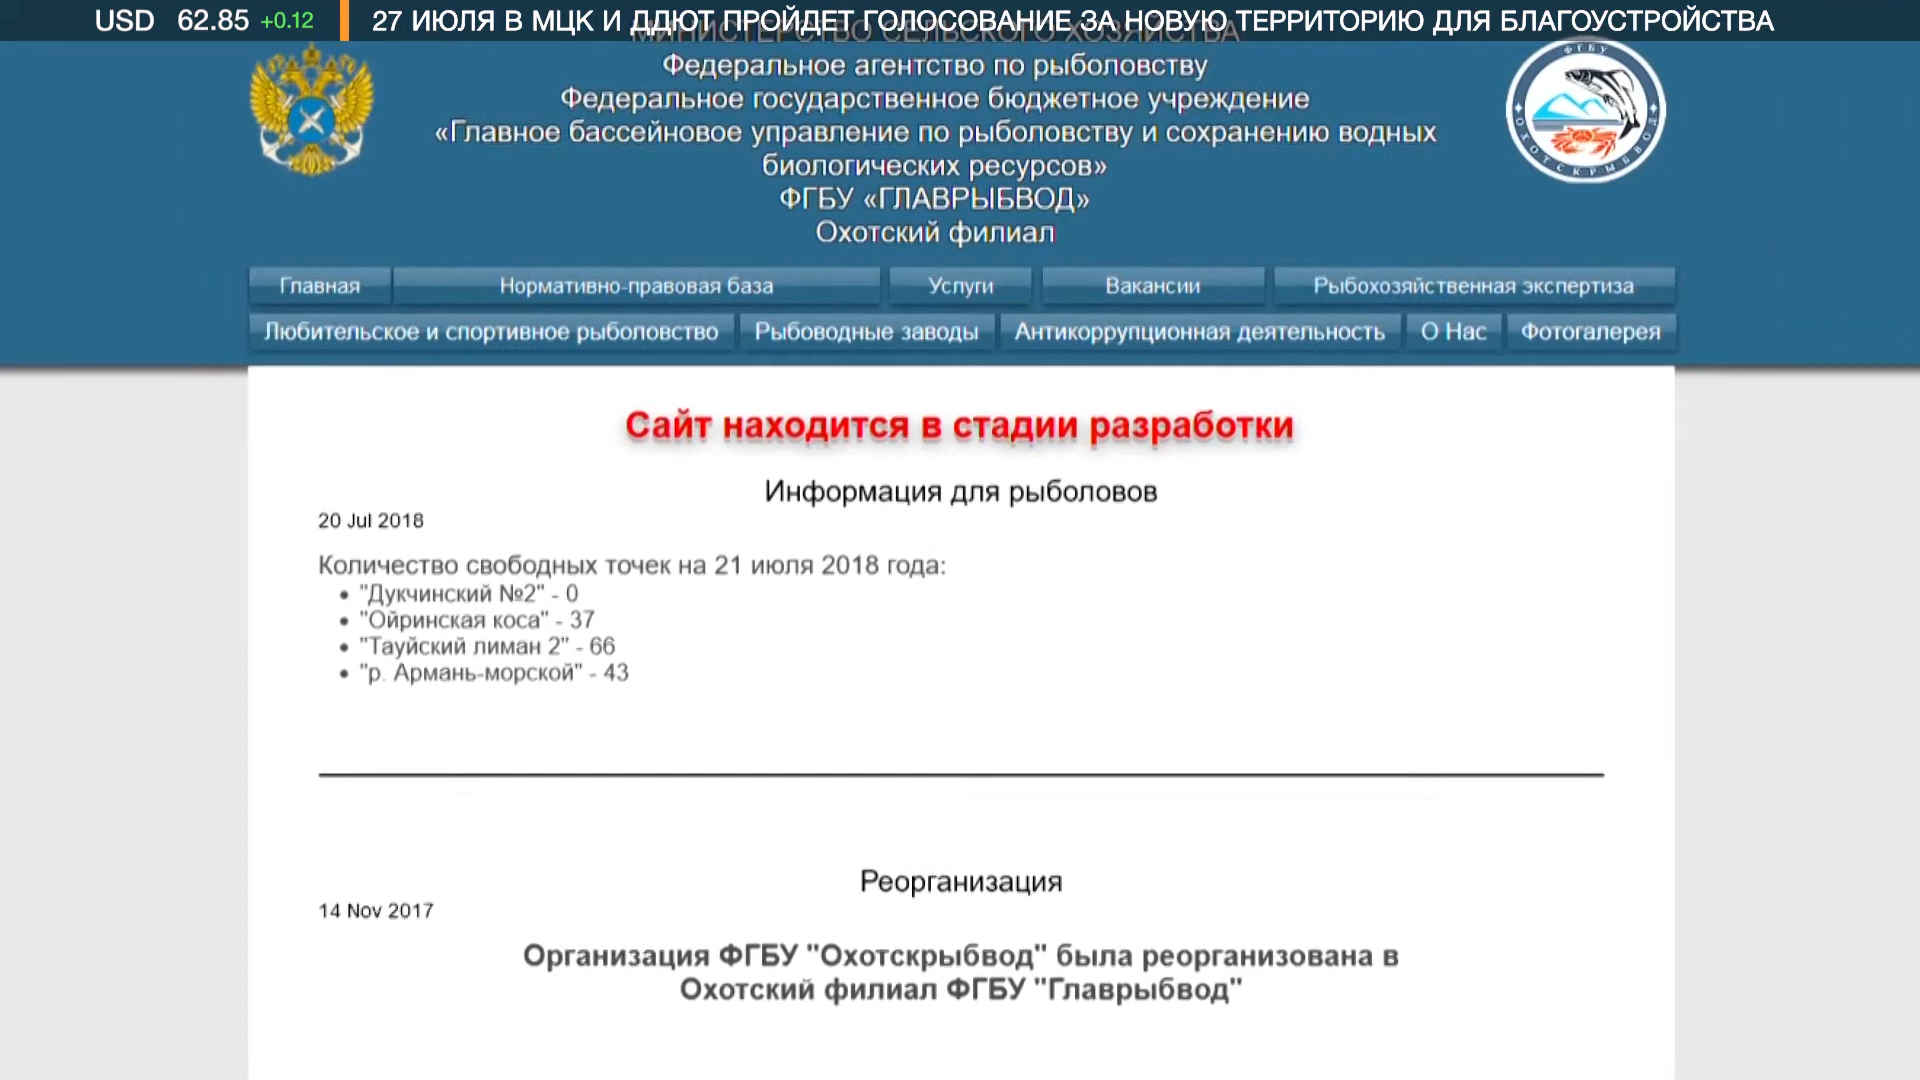 USD 62.85 +0.12 27 ИЮЛЯ В МЦК И ДДЮТ ПРОЙДЕТ ГОЛОСОВАНИЕ ЗА НОВУЮ ТЕРРИТОРИЮ ДЛЯ БЛАГОУСТРОЙСТВА
МИНИСТЕРСТВО СЕЛЬСКОГО ХОЗЯЙСТВА
Федеральное агентство по рыболовству
Федеральное государственное бюджетное учреждение
«Главное бассейновое управление по рыболовству и сохранению водных
биологических ресурсов»
ФГБУ «ГЛАВРЫБВОД»
Охотский филиал
ФГБУ
ОХОТСКРЫБВОД
Главная Нормативно-правовая база Услуги Вакансии Рыбохозяйственная экспертиза
Любительское и спортивное рыболовство Рыбоводные заводы Антикоррупционная деятельность О Нас Фотогалерея
Сайт находится в стадии разработки
Информация для рыболовов
20 Jul 2018
Количество свободных точек на 21 июля 2018 года:
• "Дукчинский №2" - 0
• "Ойринская коса" - 37
• "Тауйский лиман 2" - 66
• "р. Армань-морской" - 43
Реорганизация
14 Nov 2017
Организация ФГБУ "Охотскрыбвод" была реорганизована в
Охотский филиал ФГБУ "Главрыбвод"